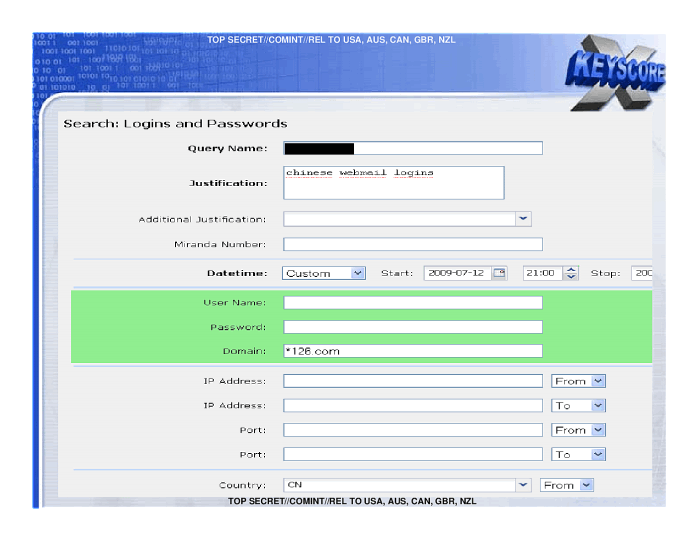 TOP SECRET//COMINT//REL TO USA, AUS, CAN, GBR, NZL
X KEYSCORE
Search: Logins and Passwords
Query Name:
Justification: chinese webmail logins
Additional Justification:
Miranda Number:
Datetime: Custom Start: 2009-07-12 21:00 Stop: 200
User Name:
Password:
Domain: *126.com
IP Address: From
IP Address: To
Port: From
Port: To
Country: CN From
TOP SECRET//COMINT//REL TO USA, AUS, CAN, GBR, NZL